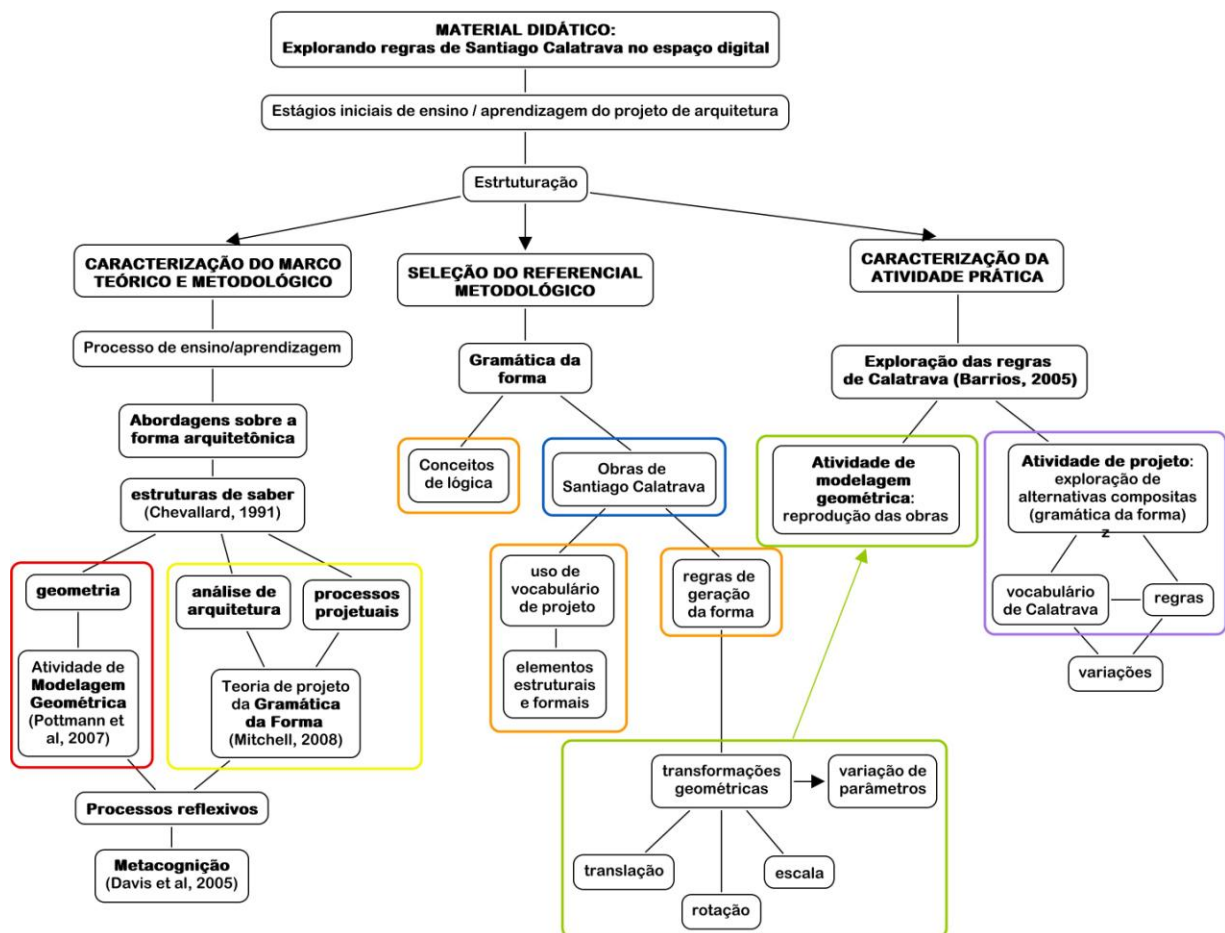 MATERIAL DIDÁTICO:
Explorando regras de Santiago Calatrava no espaço digital
Estágios iniciais de ensino / aprendizagem do projeto de arquitetura
Estrtuturação
CARACTERIZAÇÃO DO MARCO
TEÓRICO E METODOLÓGICO
Processo de ensino/aprendizagem
Abordagens sobre a
forma arquitetônica
estruturas de saber
(Chevallard, 1991)
geometria
análise de
arquitetura
processos
projetuais
Atividade de
Modelagem
Geométrica
(Pottmann et
al, 2007)
Teoria de projeto
da Gramática
da Forma
(Mitchell, 2008)
Processos reflexivos
Metacognição
(Davis et al, 2005)
SELEÇÃO DO REFERENCIAL
METODOLÓGICO
Gramática da
forma
Conceitos
de lógica
Obras de
Santiago Calatrava
uso de
vocabulário
de projeto
regras de
geração
da forma
elementos
estruturais
e formais
transformações
geométricas
variação de
parâmetros
translação
rotação
escala
CARACTERIZAÇÃO DA
ATIVIDADE PRÁTICA
Exploração das regras
de Calatrava (Barrios, 2005)
Atividade de
modelagem
geométrica:
reprodução das obras
Atividade de projeto:
exploração de
alternativas compositas
(gramática da forma)
z
vocabulário
de Calatrava
regras
variações